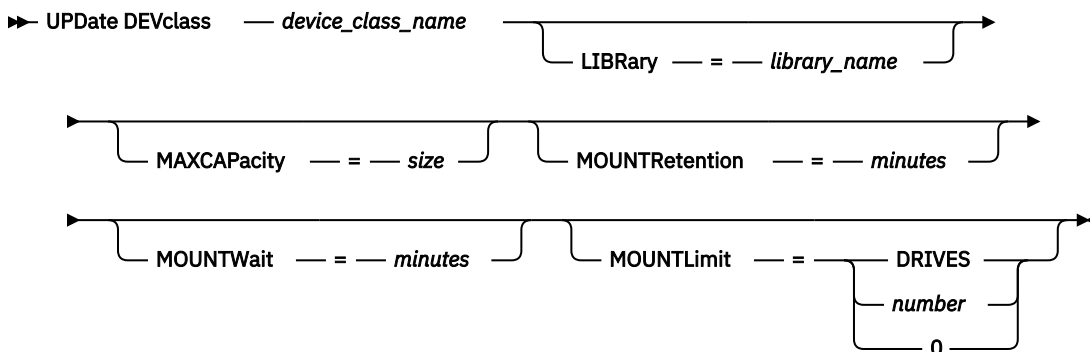 UPDate DEVclass device_class_name
LIBRary = library_name
MAXCAPacity = size MOUNTRetention = minutes
MOUNTWait = minutes MOUNTLimit = DRIVES
number
0